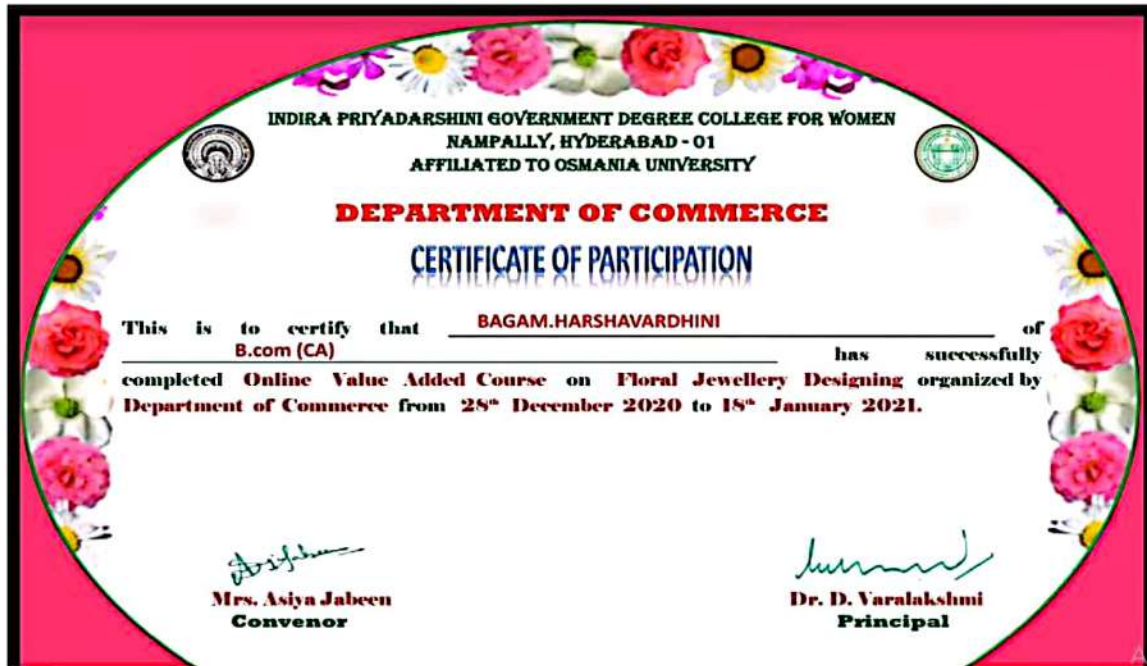 INDIRA PRIYADARSHINI GOVERNMENT DEGREE COLLEGE FOR WOMEN
NAMPALLY, HYDERABAD - 01
AFFILIATED TO OSMANIA UNIVERSITY
DEPARTMENT OF COMMERCE
CERTIFICATE OF PARTICIPATION
This is to certify that BAGAM.HARSHAVARDHINI of
B.com (CA) has successfully
completed Online Value Added Course on Floral Jewellery Designing organized by
Department of Commerce from 28th December 2020 to 18th January 2021.
Mrs. Asiya Jabeen
Convenor
Dr. D. Varalakshmi
Principal